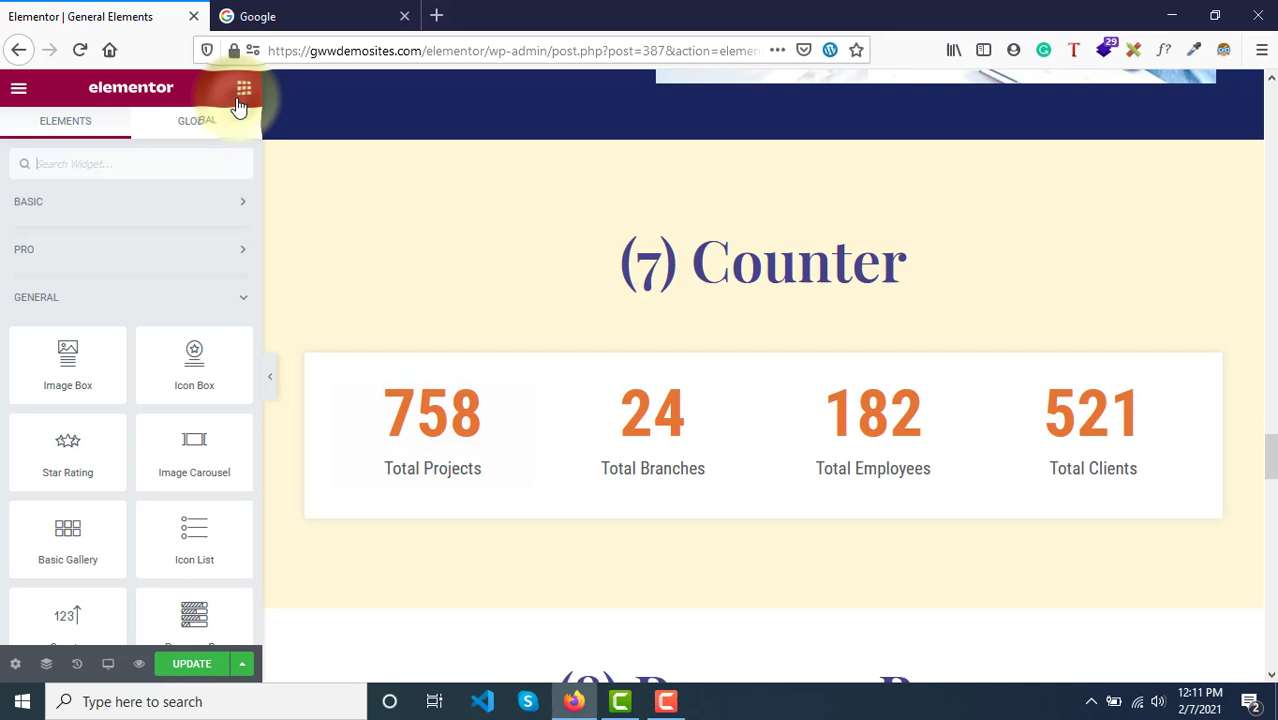 Elementor | General Elements
Google
https://gwwdemosites.com/elementor/wp-admin/post.php?post=387&action=elemen
29
elementor
ELEMENTS
GLOBAL
Search Widget...
BASIC
PRO
GENERAL
Image Box
Icon Box
Star Rating
Image Carousel
Basic Gallery
Icon List
123
UPDATE
(7) Counter
758
24
182
521
Total Projects
Total Branches
Total Employees
Total Clients
Type here to search
12:11 PM
2/7/2021
2